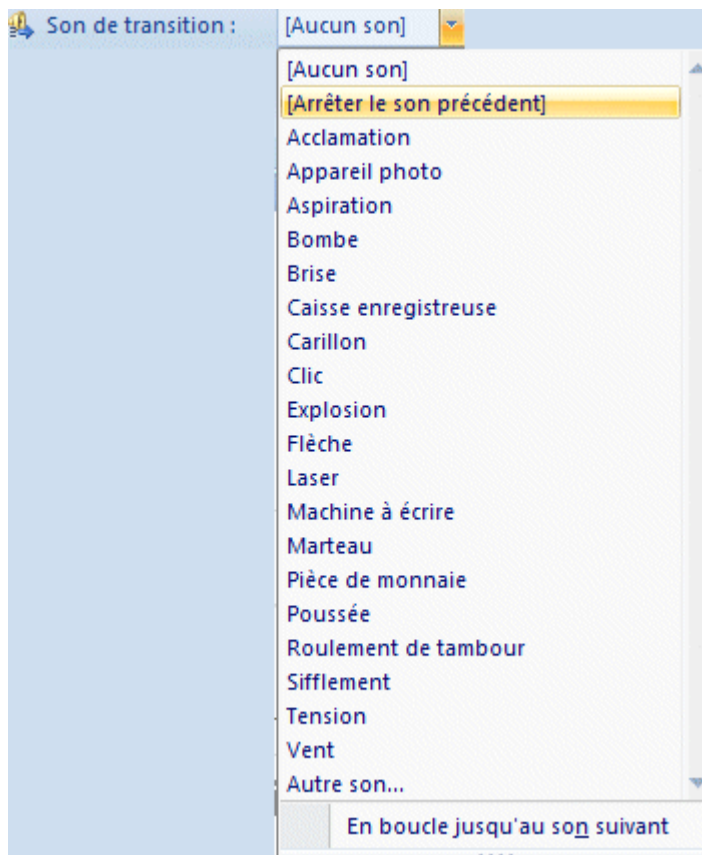 Son de transition : [Aucun son]
[Aucun son]
[Arrêter le son précédent]
Acclamation
Appareil photo
Aspiration
Bombe
Brise
Caisse enregistreuse
Carillon
Clic
Explosion
Flèche
Laser
Machine à écrire
Marteau
Pièce de monnaie
Poussée
Roulement de tambour
Sifflement
Tension
Vent
Autre son...
En boucle jusqu'au son suivant